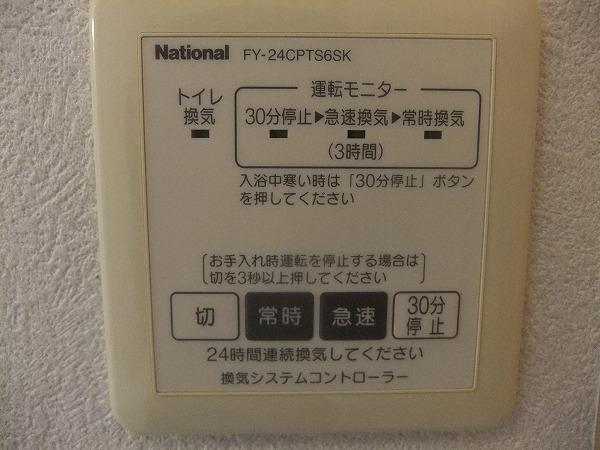 National FY-24CPTS6SK
運転モニター
トイレ
換気
30分停止▶急速換気▶常時換気
(3時間)
入浴中寒い時は「30分停止」ボタン
を押してください
お手入れ時運転を停止する場合は
切を3秒以上押してください
切 常時 急速 30分
停止
24時間連続換気してください
換気システムコントローラー